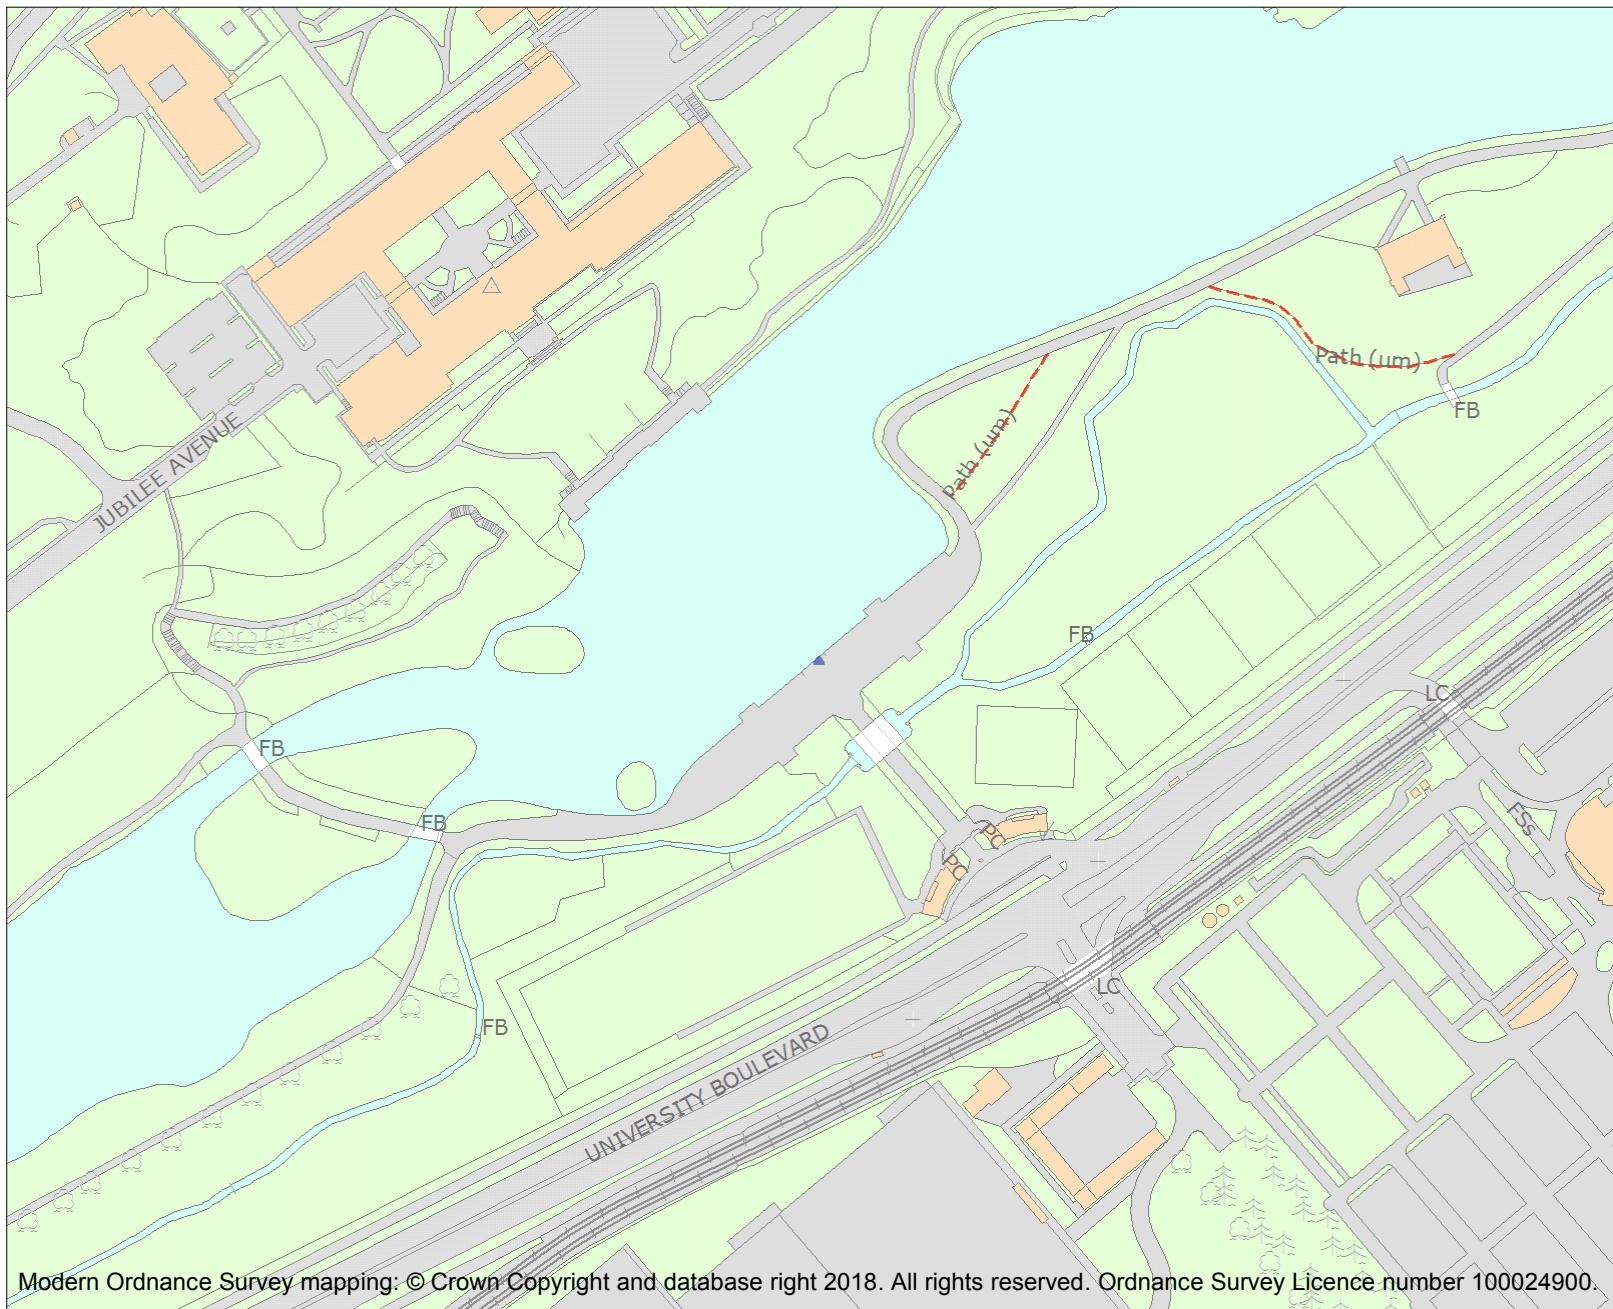 Path (um)
FB
Path (um)
JUBILEE AVENUE
FB
LC
FB
FB
PC
PC
FSs
LC
FB
UNIVERSITY BOULEVARD
Modern Ordnance Survey mapping: © Crown Copyright and database right 2018. All rights reserved. Ordnance Survey Licence number 100024900.